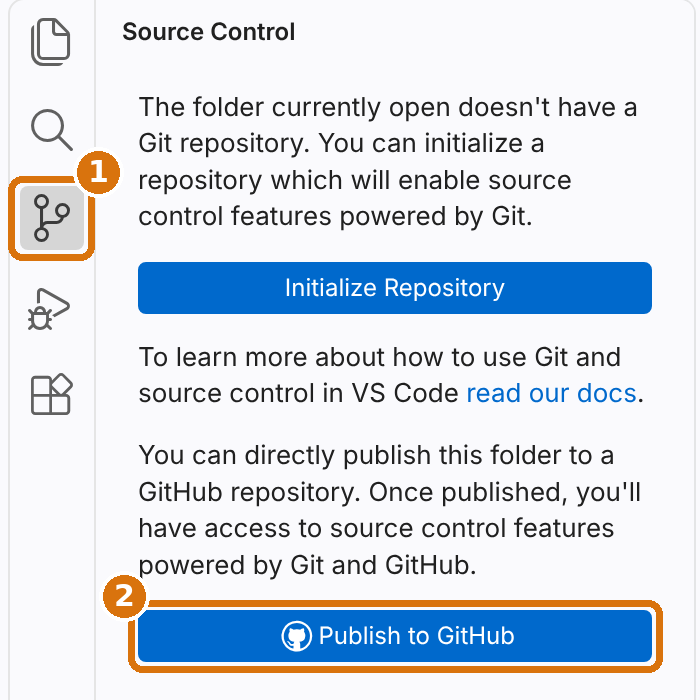 Source Control
The folder currently open doesn't have a
Git repository. You can initialize a
repository which will enable source
control features powered by Git.
1
Initialize Repository
To learn more about how to use Git and
source control in VS Code read our docs.
You can directly publish this folder to a
GitHub repository. Once published, you'll
have access to source control features
powered by Git and GitHub.
2
Publish to GitHub